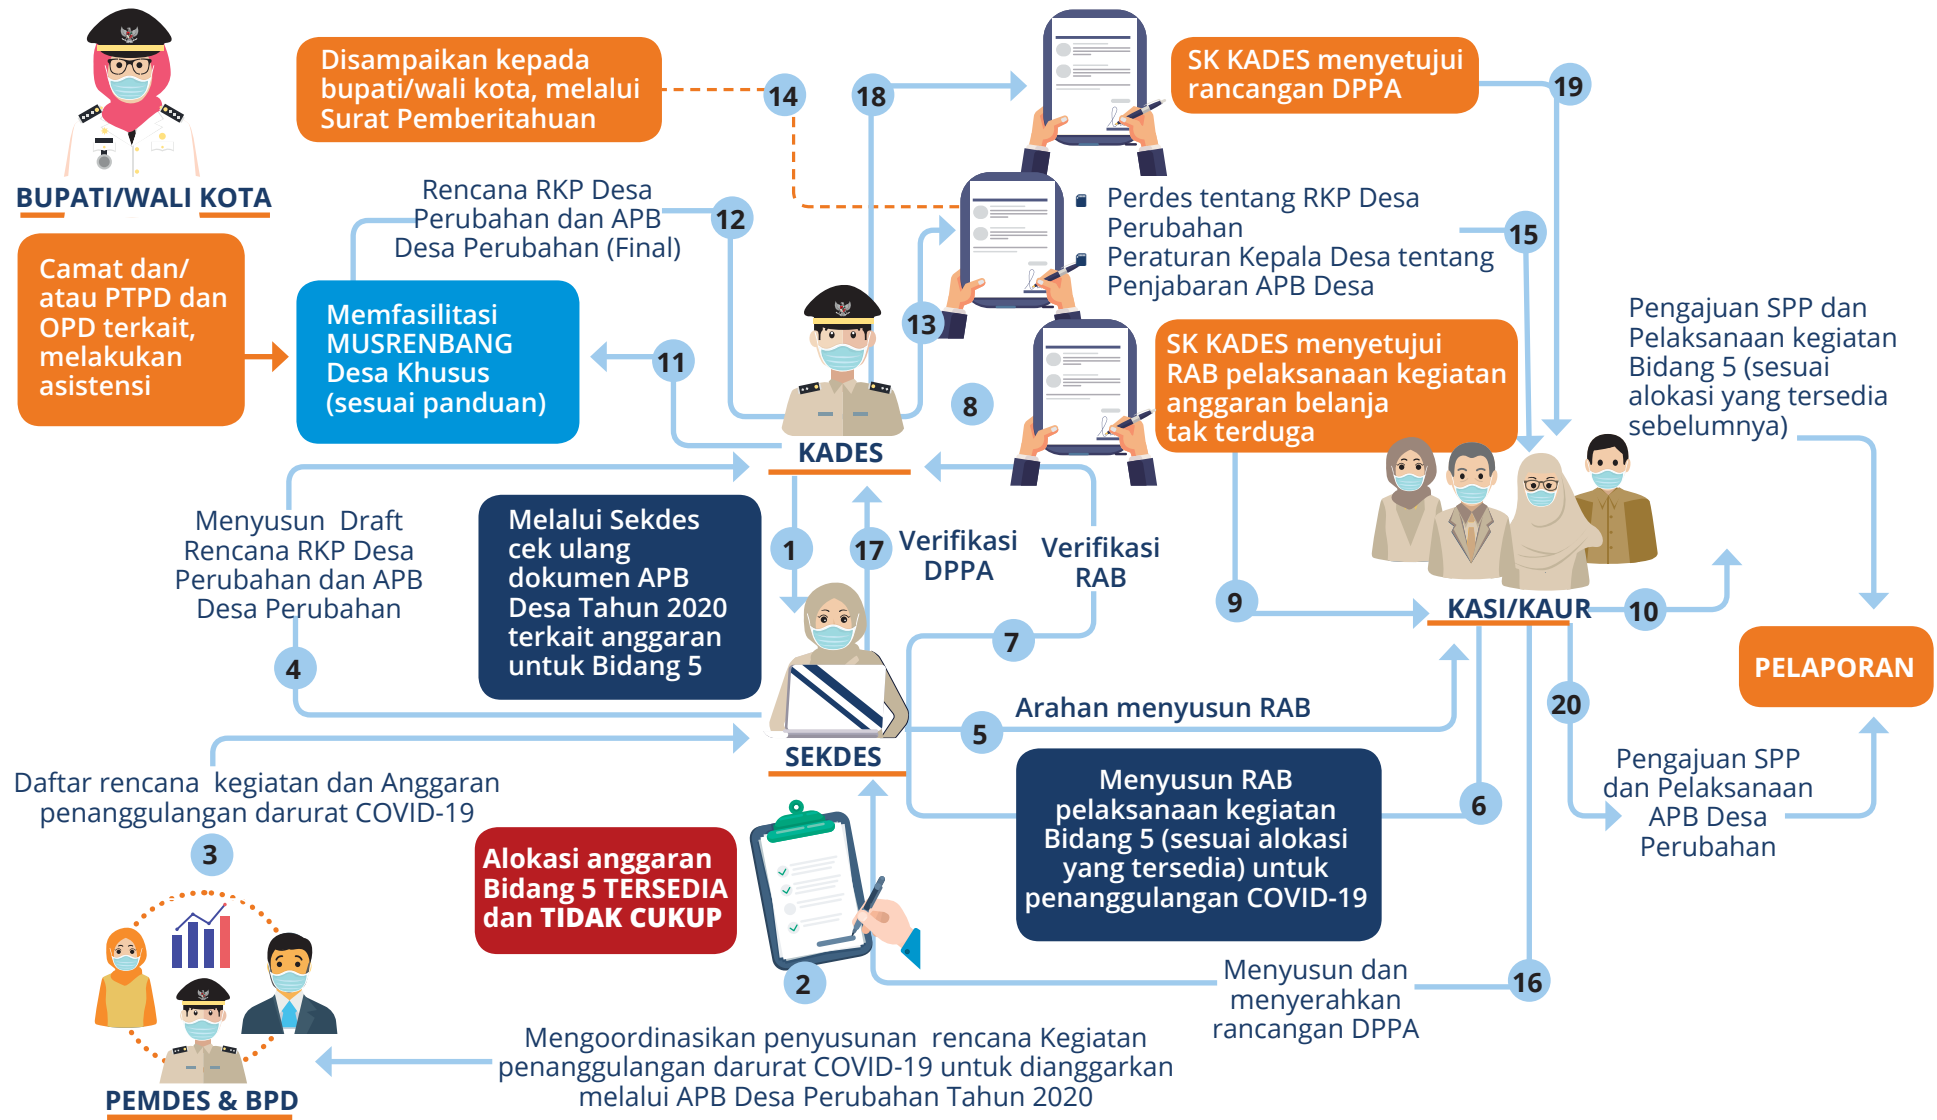 BUPATI/WALI KOTA
Disampaikan kepada
bupati/wali kota, melalui
Surat Pemberitahuan
14
18
SK KADES menyetujui
rancangan DPPA
19
Rencana RKP Desa
Perubahan dan APB
Desa Perubahan (Final)
12
Perdes tentang RKP Desa
Perubahan
Peraturan Kepala Desa tentang
Penjabaran APB Desa
15
Camat dan/
atau PTPD dan
OPD terkait,
melakukan
asistensi
Memfasilitasi
MUSRENBANG
Desa Khusus
(sesuai panduan)
11
13
8
KADES
SK KADES menyetujui
RAB pelaksanaan kegiatan
anggaran belanja
tak terduga
Pengajuan SPP dan
Pelaksanaan kegiatan
Bidang 5 (sesuai
alokasi yang tersedia
sebelumnya)
Menyusun  Draft
Rencana RKP Desa
Perubahan dan APB
Desa Perubahan
4
Melalui Sekdes
cek ulang
dokumen APB
Desa Tahun 2020
terkait anggaran
untuk Bidang 5
1
17
Verifikasi
DPPA
Verifikasi
RAB
7
9
KASI/KAUR
10
PELAPORAN
SEKDES
5
Arahan menyusun RAB
20
6
Menyusun RAB
pelaksanaan kegiatan
Bidang 5 (sesuai alokasi
yang tersedia) untuk
penanggulangan COVID-19
Pengajuan SPP
dan Pelaksanaan
APB Desa
Perubahan
Daftar rencana  kegiatan dan Anggaran
penanggulangan darurat COVID-19
3
Alokasi anggaran
Bidang 5 TERSEDIA
dan TIDAK CUKUP
2
Menyusun dan
menyerahkan
rancangan DPPA
16
Mengoordinasikan penyusunan  rencana Kegiatan
penanggulangan darurat COVID-19 untuk dianggarkan
melalui APB Desa Perubahan Tahun 2020
PEMDES & BPD